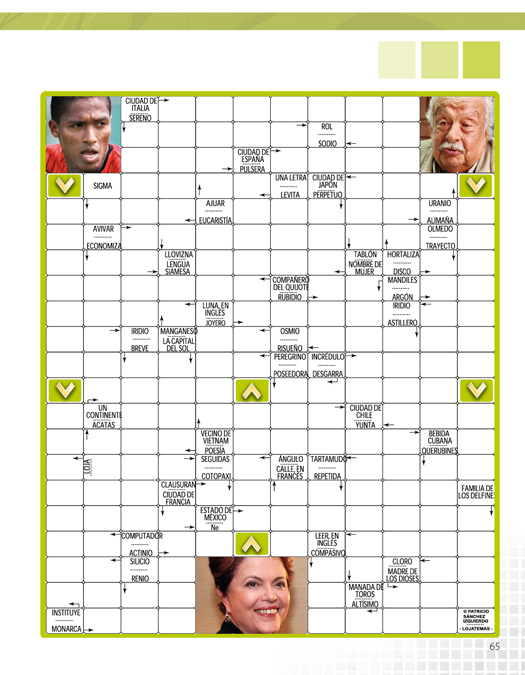 CIUDAD DE
ITALIA
SERENO
ROL
SODIO
CIUDAD DE
ESPAÑA
PULSERA
SIGMA
UNA LETRA
LEVITA
CIUDAD DE
JAPÓN
PERPETUO
AJUAR
EUCARISTÍA
URANIO
ALIMAÑA
AVIVAR
ECONOMIZA
OLMEDO
TRAYECTO
LLOVIZNA
LENGUA
SIAMESA
TABLÓN
NOMBRE DE
MUJER
HORTALIZA
DISCO
COMPAÑERO
DEL QUIJOTE
RUBIDIO
MANDILES
ARGÓN
LUNA, EN
INGLÉS
JOYERO
IRIDIO
ASTILLERO
IRIDIO
BREVE
MANGANESO
LA CAPITAL
DEL SOL
OSMIO
RISUEÑO
PEREGRINO
POSEEDORA
INCRÉDULO
DESGARRA
UN
CONTINENTE
ACATAS
CIUDAD DE
CHILE
YUNTA
VECINO DE
VIETNAM
POESÍA
BEBIDA
CUBANA
QUERUBINES
LOJA
SEGUIDAS
COTOPAXI
ÁNGULO
CALLE, EN
FRANCÉS
TARTAMUDO
REPETIDA
CLAUSURAN
CIUDAD DE
FRANCIA
FAMILIA DE
LOS DELFINES
ESTADO DE
MÉXICO
Ne
COMPUTADOR
ACTINIO
LEER, EN
INGLÉS
COMPASIVO
SILICIO
RENIO
CLORO
MADRE DE
LOS DIOSES
MANADA DE
TOROS
ALTÍSIMO
INSTITUYE
MONARCA
© PATRICIO
SÁNCHEZ
IZQUIERDO
- LOJATEMAS -
65